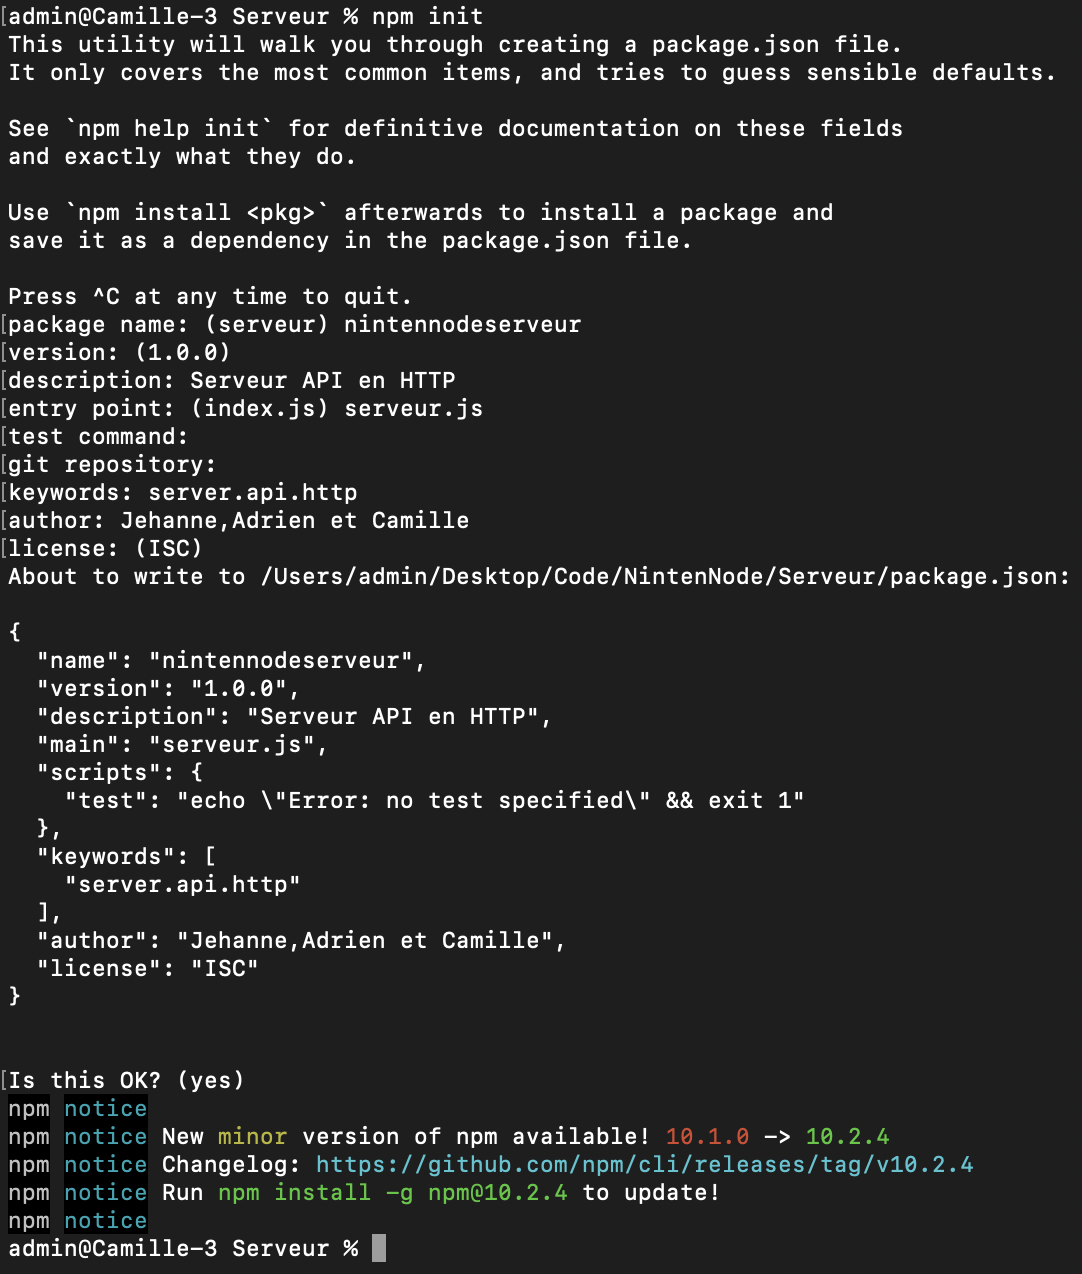 [admin@Camille-3 Serveur % npm init
This utility will walk you through creating a package.json file.
It only covers the most common items, and tries to guess sensible defaults.

See `npm help init` for definitive documentation on these fields
and exactly what they do.

Use `npm install <pkg>` afterwards to install a package and
save it as a dependency in the package.json file.

Press ^C at any time to quit.
[package name: (serveur) nintennodeserveur
[version: (1.0.0)
[description: Serveur API en HTTP
[entry point: (index.js) serveur.js
[test command:
[git repository:
[keywords: server.api.http
[author: Jehanne,Adrien et Camille
[license: (ISC)
About to write to /Users/admin/Desktop/Code/NintenNode/Serveur/package.json:

{
  "name": "nintennodeserveur",
  "version": "1.0.0",
  "description": "Serveur API en HTTP",
  "main": "serveur.js",
  "scripts": {
    "test": "echo \"Error: no test specified\" && exit 1"
  },
  "keywords": [
    "server.api.http"
  ],
  "author": "Jehanne,Adrien et Camille",
  "license": "ISC"
}

[Is this OK? (yes)
npm notice
npm notice New minor version of npm available! 10.1.0 -> 10.2.4
npm notice Changelog: https://github.com/npm/cli/releases/tag/v10.2.4
npm notice Run npm install -g npm@10.2.4 to update!
npm notice
admin@Camille-3 Serveur %